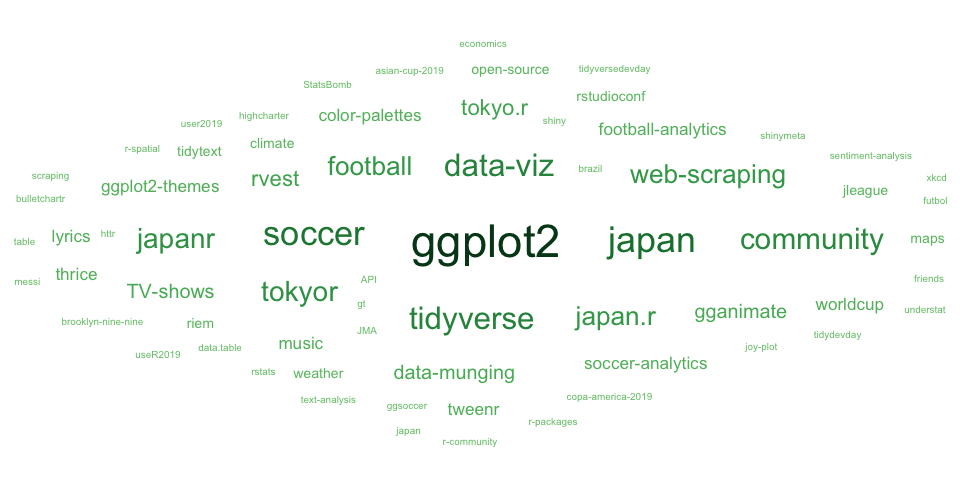 economics
asian-cup-2019 open-source tidyversedevday
StatsBomb rstudioconf
user2019 highcharter color-palettes tokyo.r shiny football-analytics shinymeta
r-spatial tidytext climate football data-viz brazil web-scraping sentiment-analysis
scraping ggplot2-themes rvest jleague xkcd
bulletchartr futbol
table lyrics httr japanr soccer ggplot2 japan community maps
messi thrice TV-shows tokyor API gt gganimate worldcup friends
brooklyn-nine-nine riem JMA tidyverse japan.r understat
useR2019 data.table music joy-plot tidydevday
rstats weather data-munging soccer-analytics
text-analysis ggsoccer tweenr copa-america-2019
japan r-community r-packages